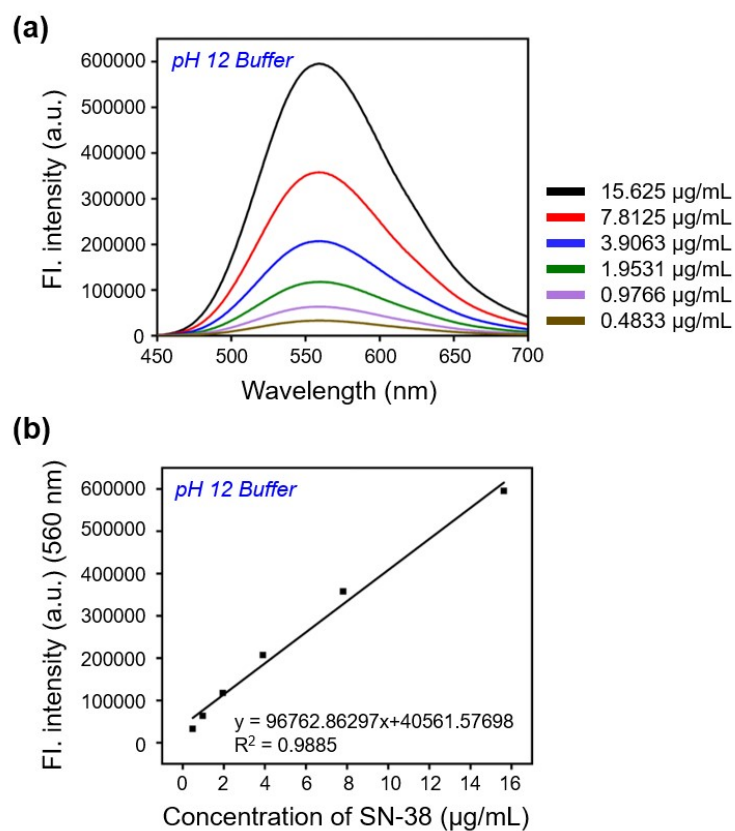 (a)
pH 12 Buffer
Fl. intensity (a.u.)
600000
500000
400000
300000
200000
100000
0
450 500 550 600 650 700
Wavelength (nm)
15.625 µg/mL
7.8125 µg/mL
3.9063 µg/mL
1.9531 µg/mL
0.9766 µg/mL
0.4833 µg/mL
(b)
pH 12 Buffer
Fl. intensity (a.u.) (560 nm)
600000
500000
400000
300000
200000
100000
0
y = 96762.86297x+40561.57698
R² = 0.9885
0 2 4 6 8 10 12 14 16
Concentration of SN-38 (µg/mL)